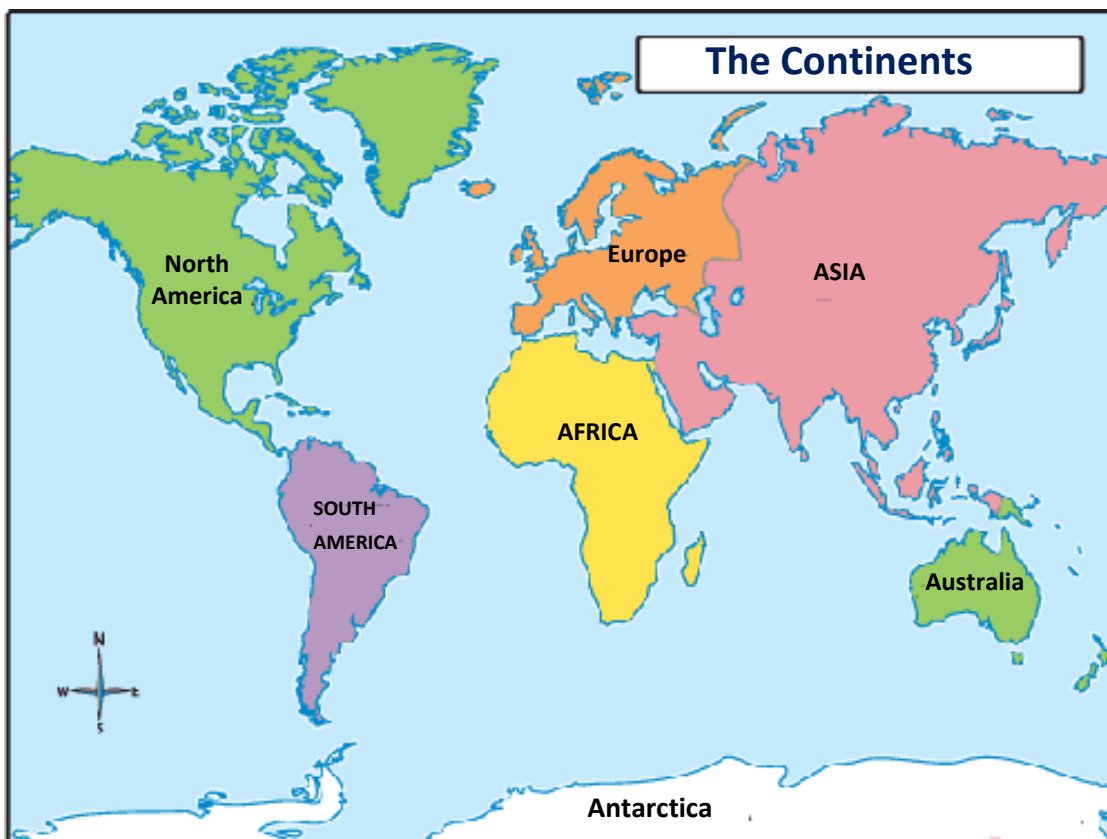 The Continents
North
America
Europe
ASIA
AFRICA
SOUTH
AMERICA
Australia
N
W E
S
Antarctica